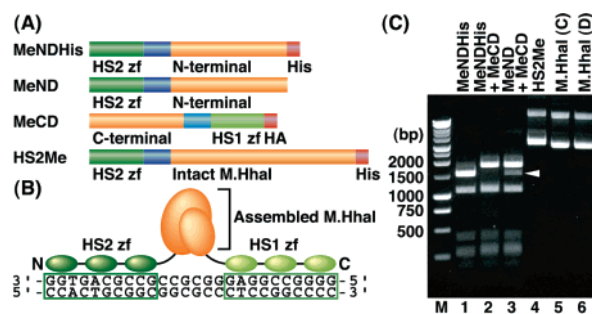 (A)
MeNDHis
HS2 zf N-terminal His
MeND
HS2 zf N-terminal
MeCD
C-terminal HS1 zf HA
HS2Me
HS2 zf Intact M.HhaI His
(B)
Assembled M.HhaI
HS2 zf HS1 zf
N C
3'-GGTGACGCCGCCGCGGGAGGCCGGGG-5'
5'-CCACTGCGGCGGCGCCCTCCGGCCCC-3'
(C)
MeNDHis
MeNDHis
+ MeCD
MeND
+ MeCD
HS2Me
M.HhaI (C)
M.HhaI (D)
(bp)
2000
1500
1000
750
500
M 1 2 3 4 5 6